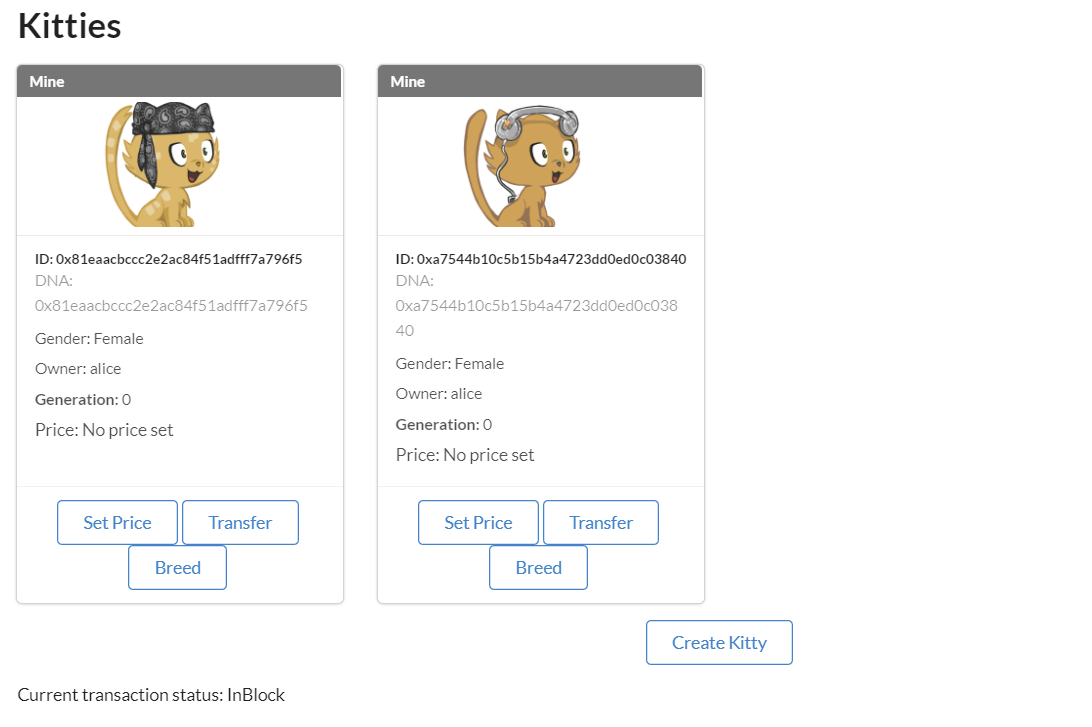 Kitties
Mine
ID: 0x81eaacbccc2e2ac84f51adfff7a796f5
DNA:
0x81eaacbccc2e2ac84f51adfff7a796f5
Gender: Female
Owner: alice
Generation: 0
Price: No price set
Set Price
Transfer
Breed
Mine
ID: 0xa7544b10c5b15b4a4723dd0ed0c03840
DNA:
0xa7544b10c5b15b4a4723dd0ed0c038
40
Gender: Female
Owner: alice
Generation: 0
Price: No price set
Set Price
Transfer
Breed
Create Kitty
Current transaction status: InBlock